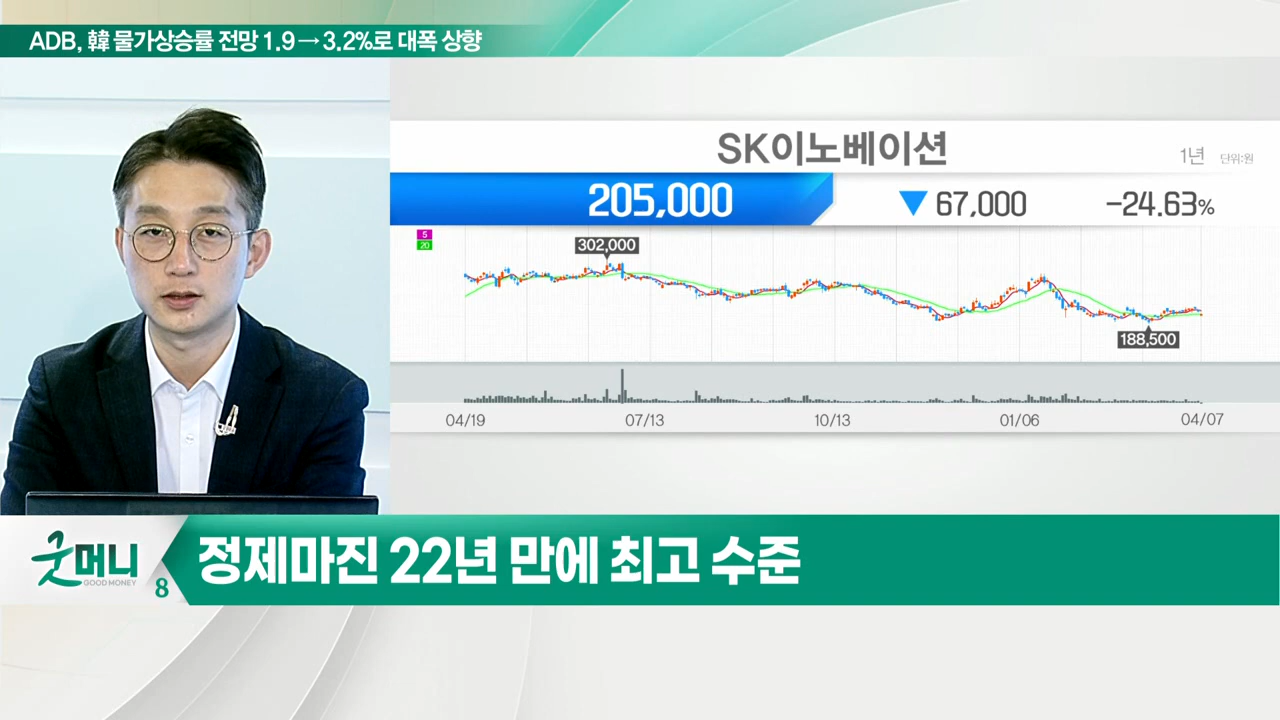 ADB, 韓 물가상승률 전망 1.9→3.2%로 대폭 상향
SK이노베이션
1년 단위:원
205,000 ▼ 67,000 -24.63%
5
20
302,000
188,500
04/19 07/13 10/13 01/06 04/07
굿머니
GOOD MONEY
8
정제마진 22년 만에 최고 수준